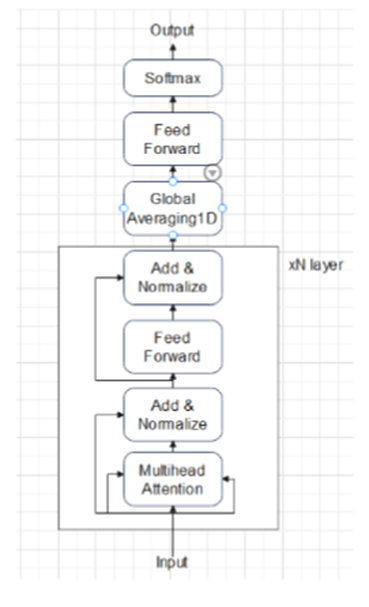 Output
Softmax
Feed
Forward
Global
Averaging1D
xN layer
Add &
Normalize
Feed
Forward
Add &
Normalize
Multihead
Attention
Input